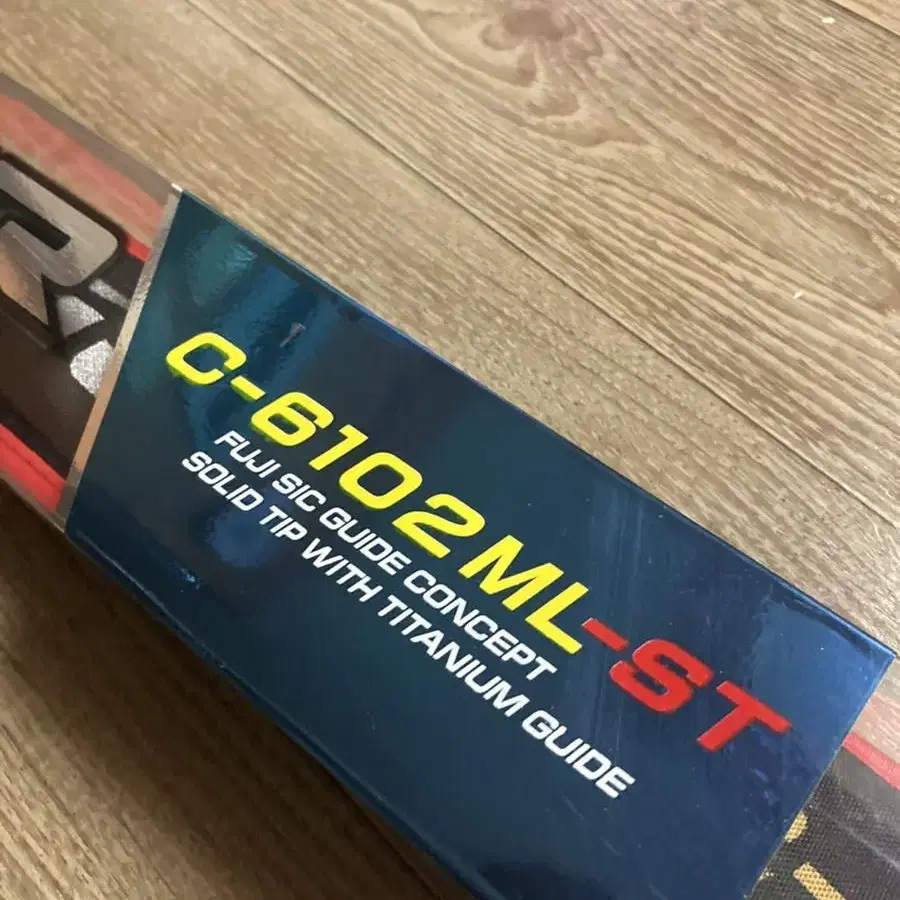 C-6102ML-ST
FUJI SIC GUIDE CONCEPT
SOLID TIP WITH TITANIUM GUIDE